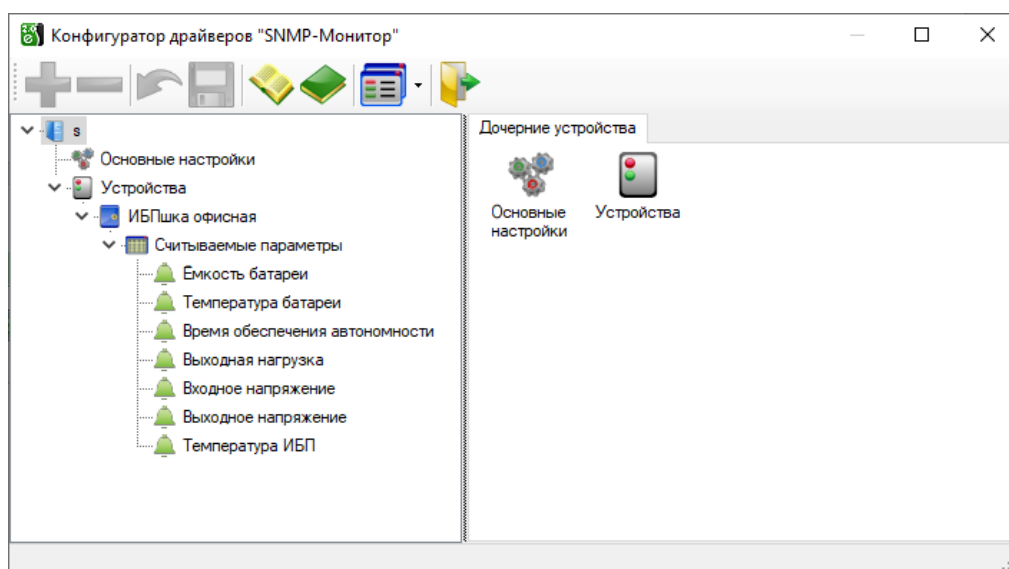 Конфигуратор драйверов "SNMP-Монитор"
s
Основные настройки
Устройства
ИБПшка офисная
Считываемые параметры
Ёмкость батареи
Температура батареи
Время обеспечения автономности
Выходная нагрузка
Входное напряжение
Выходное напряжение
Температура ИБП
Дочерние устройства
Основные
настройки
Устройства